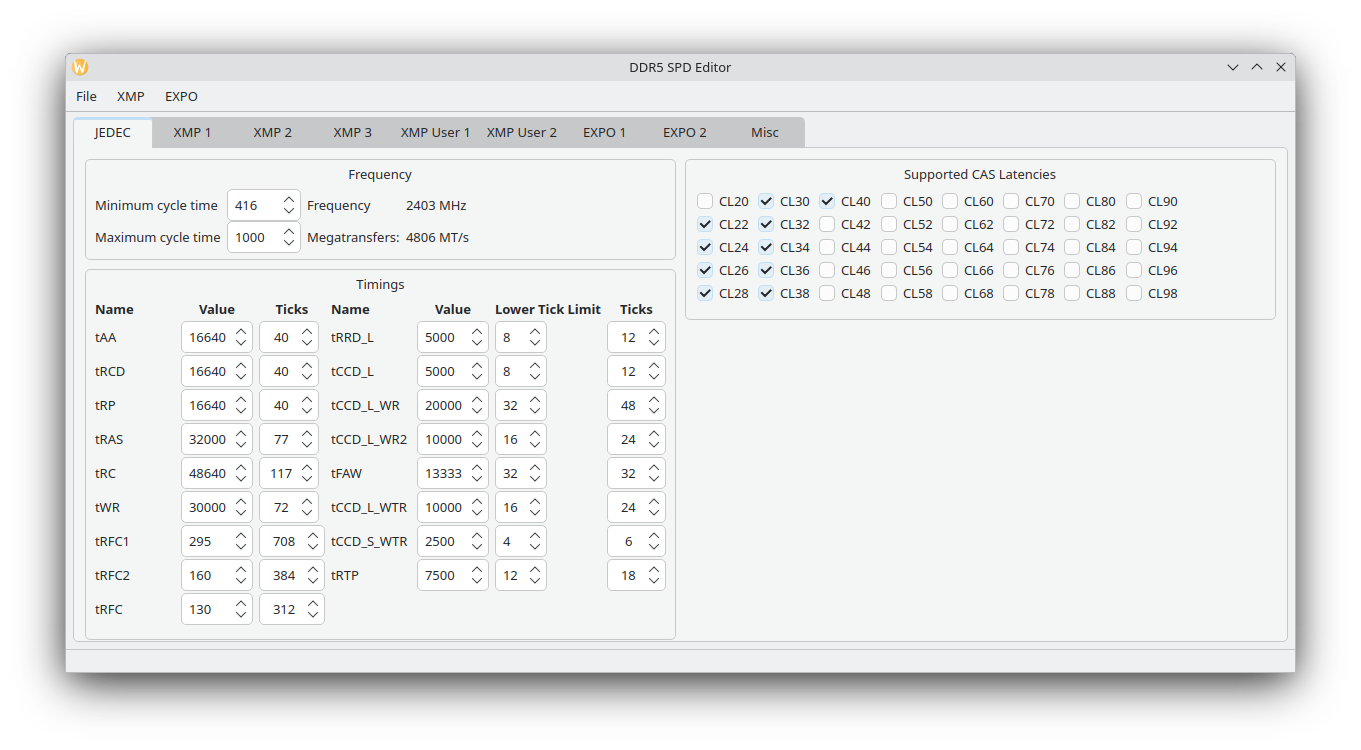 DDR5 SPD Editor
File XMP EXPO
JEDEC XMP 1 XMP 2 XMP 3 XMP User 1 XMP User 2 EXPO 1 EXPO 2 Misc
Frequency
Minimum cycle time 416 Frequency 2403 MHz
Maximum cycle time 1000 Megatransfers: 4806 MT/s
Timings
Name Value Ticks Name Value Lower Tick Limit Ticks
tAA 16640 40 tRRD_L 5000 8 12
tRCD 16640 40 tCCD_L 5000 8 12
tRP 16640 40 tCCD_L_WR 20000 32 48
tRAS 32000 77 tCCD_L_WR2 10000 16 24
tRC 48640 117 tFAW 13333 32 32
tWR 30000 72 tCCD_L_WTR 10000 16 24
tRFC1 295 708 tCCD_S_WTR 2500 4 6
tRFC2 160 384 tRTP 7500 12 18
tRFC 130 312
Supported CAS Latencies
CL20 CL30 CL40 CL50 CL60 CL70 CL80 CL90
CL22 CL32 CL42 CL52 CL62 CL72 CL82 CL92
CL24 CL34 CL44 CL54 CL64 CL74 CL84 CL94
CL26 CL36 CL46 CL56 CL66 CL76 CL86 CL96
CL28 CL38 CL48 CL58 CL68 CL78 CL88 CL98